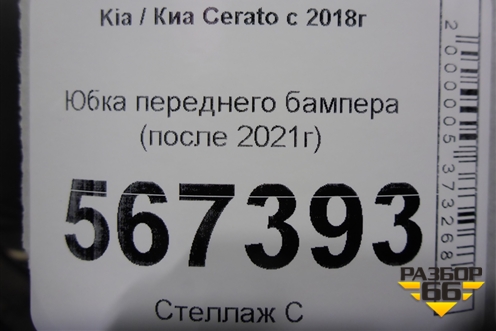 Kia / Киа Cerato с 2018г
Юбка переднего бампера
(после 2021г)
567393
Стеллаж С
2000005373268
РАЗБОР
66